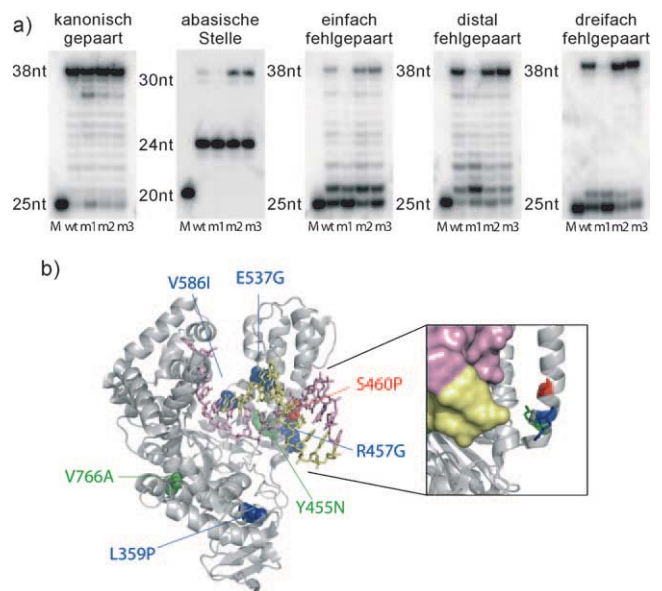 a)
kanonisch gepaart
abasische Stelle
einfach fehlgepaart
distal fehlgepaart
dreifach fehlgepaart
38nt
25nt
M wt m1 m2 m3
30nt
24nt
20nt
M wt m1 m2 m3
38nt
25nt
M wt m1 m2 m3
38nt
25nt
M wt m1 m2 m3
38nt
25nt
M wt m1 m2 m3
b)
V586I
E537G
S460P
R457G
V766A
Y455N
L359P